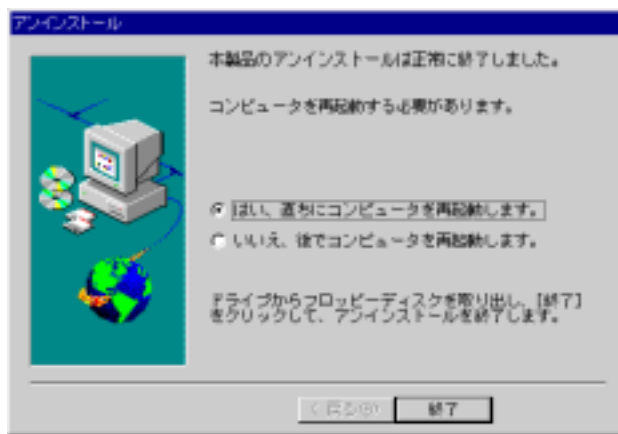 アンインストール
本製品のアンインストールは正常に終了しました。
コンピュータを再起動する必要があります。
はい、直ちにコンピュータを再起動します。
いいえ、後でコンピュータを再起動します。
ドライブからフロッピーディスクを取り出し、[終了]
をクリックして、アンインストールを終了します。
< 戻る(B)
終了